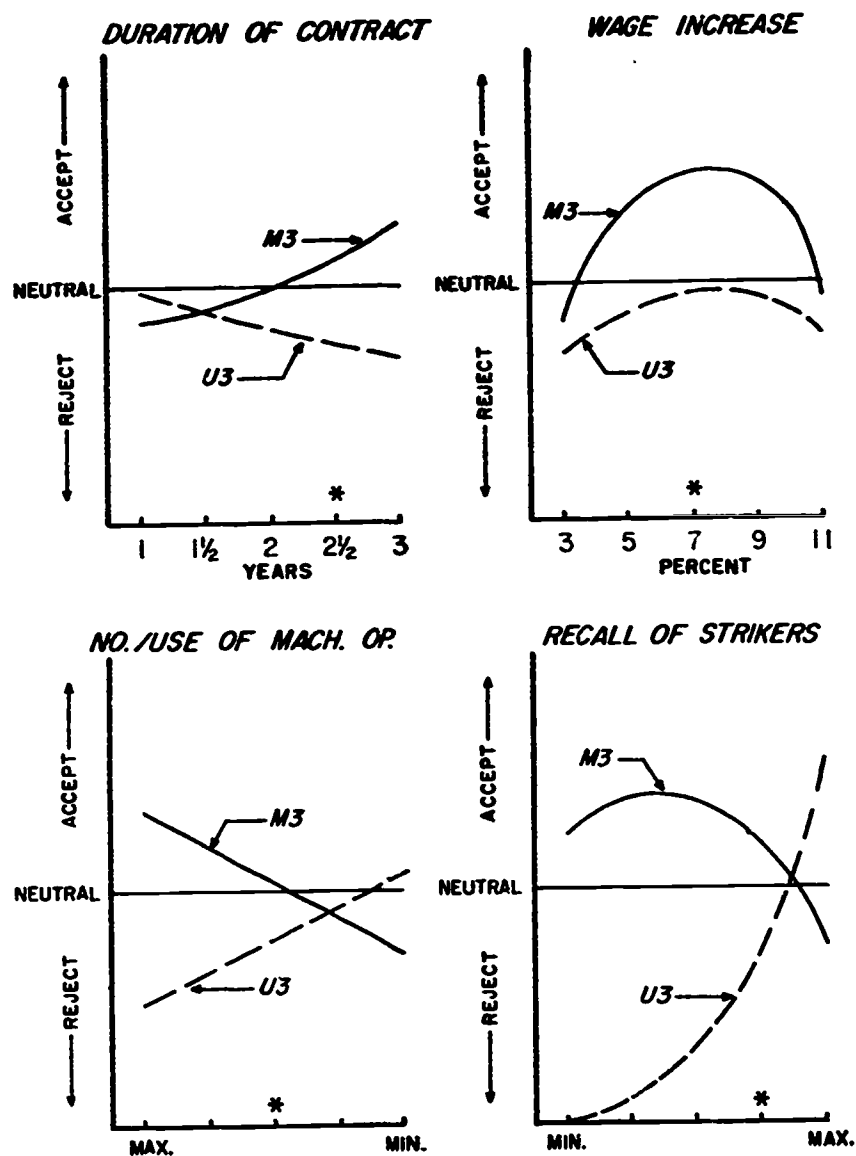 DURATION OF CONTRACT
ACCEPT
NEUTRAL
REJECT
M3
U3
*
1 1½ 2 2½ 3
YEARS
WAGE INCREASE
ACCEPT
NEUTRAL
REJECT
M3
U3
*
3 5 7 9 11
PERCENT
NO./USE OF MACH. OP.
ACCEPT
NEUTRAL
REJECT
M3
U3
*
MAX. MIN.
RECALL OF STRIKERS
ACCEPT
NEUTRAL
REJECT
M3
U3
*
MIN. MAX.